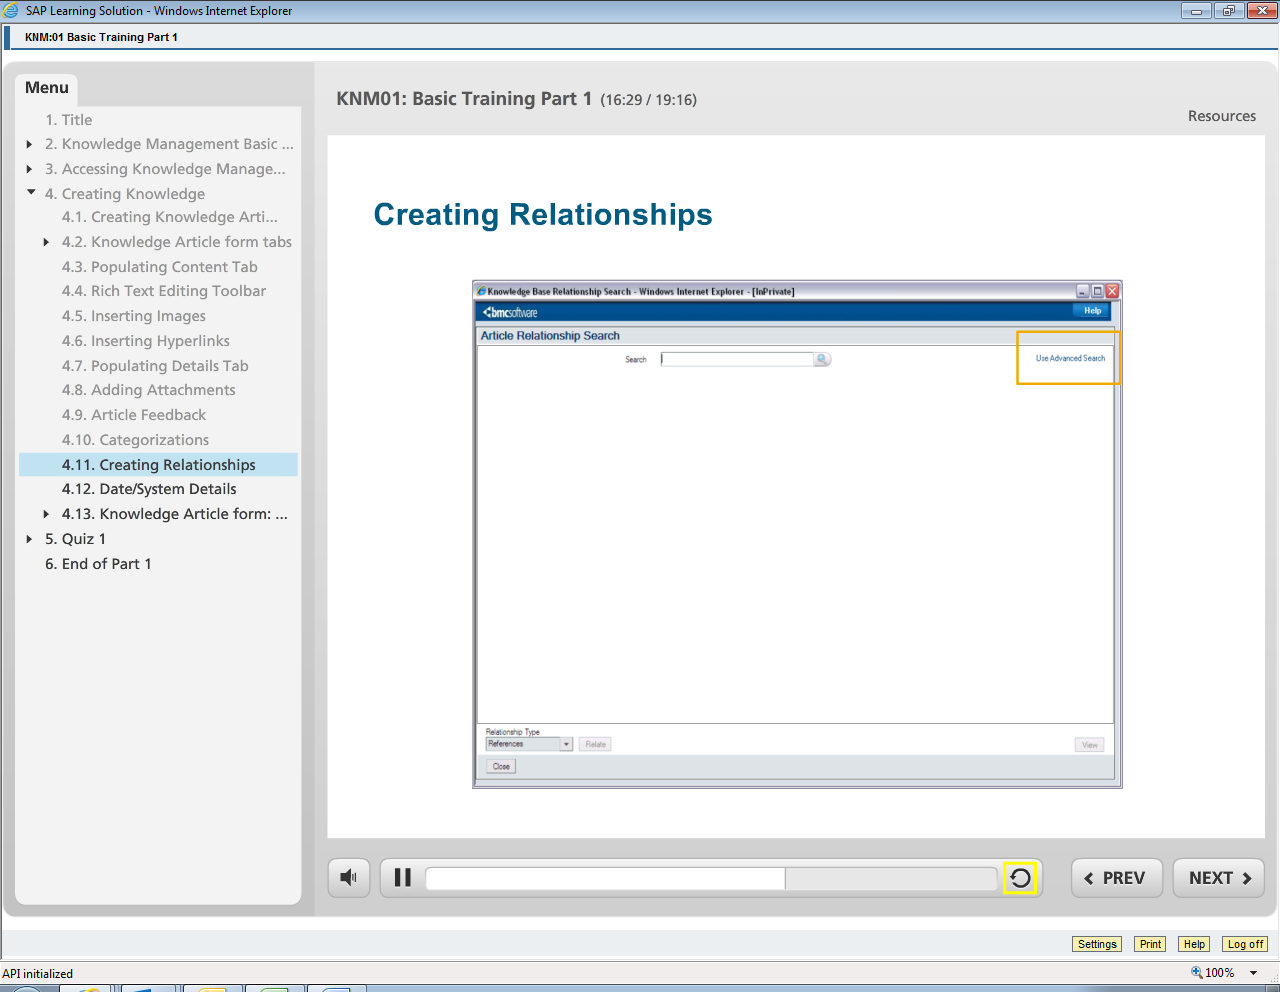 SAP Learning Solution - Windows Internet Explorer
KNM:01 Basic Training Part 1
Menu
1. Title
2. Knowledge Management Basic ...
3. Accessing Knowledge Manage...
4. Creating Knowledge
4.1. Creating Knowledge Arti...
4.2. Knowledge Article form tabs
4.3. Populating Content Tab
4.4. Rich Text Editing Toolbar
4.5. Inserting Images
4.6. Inserting Hyperlinks
4.7. Populating Details Tab
4.8. Adding Attachments
4.9. Article Feedback
4.10. Categorizations
4.11. Creating Relationships
4.12. Date/System Details
4.13. Knowledge Article form: ...
5. Quiz 1
6. End of Part 1
KNM01: Basic Training Part 1 (16:29 / 19:16)
Resources
Creating Relationships
Knowledge Base Relationship Search - Windows Internet Explorer - [InPrivate]
bmcsoftware
Help
Article Relationship Search
Search
Use Advanced Search
Relationship Type
References
Relate
View
Close
PREV
NEXT
Settings
Print
Help
Log off
API initialized
100%